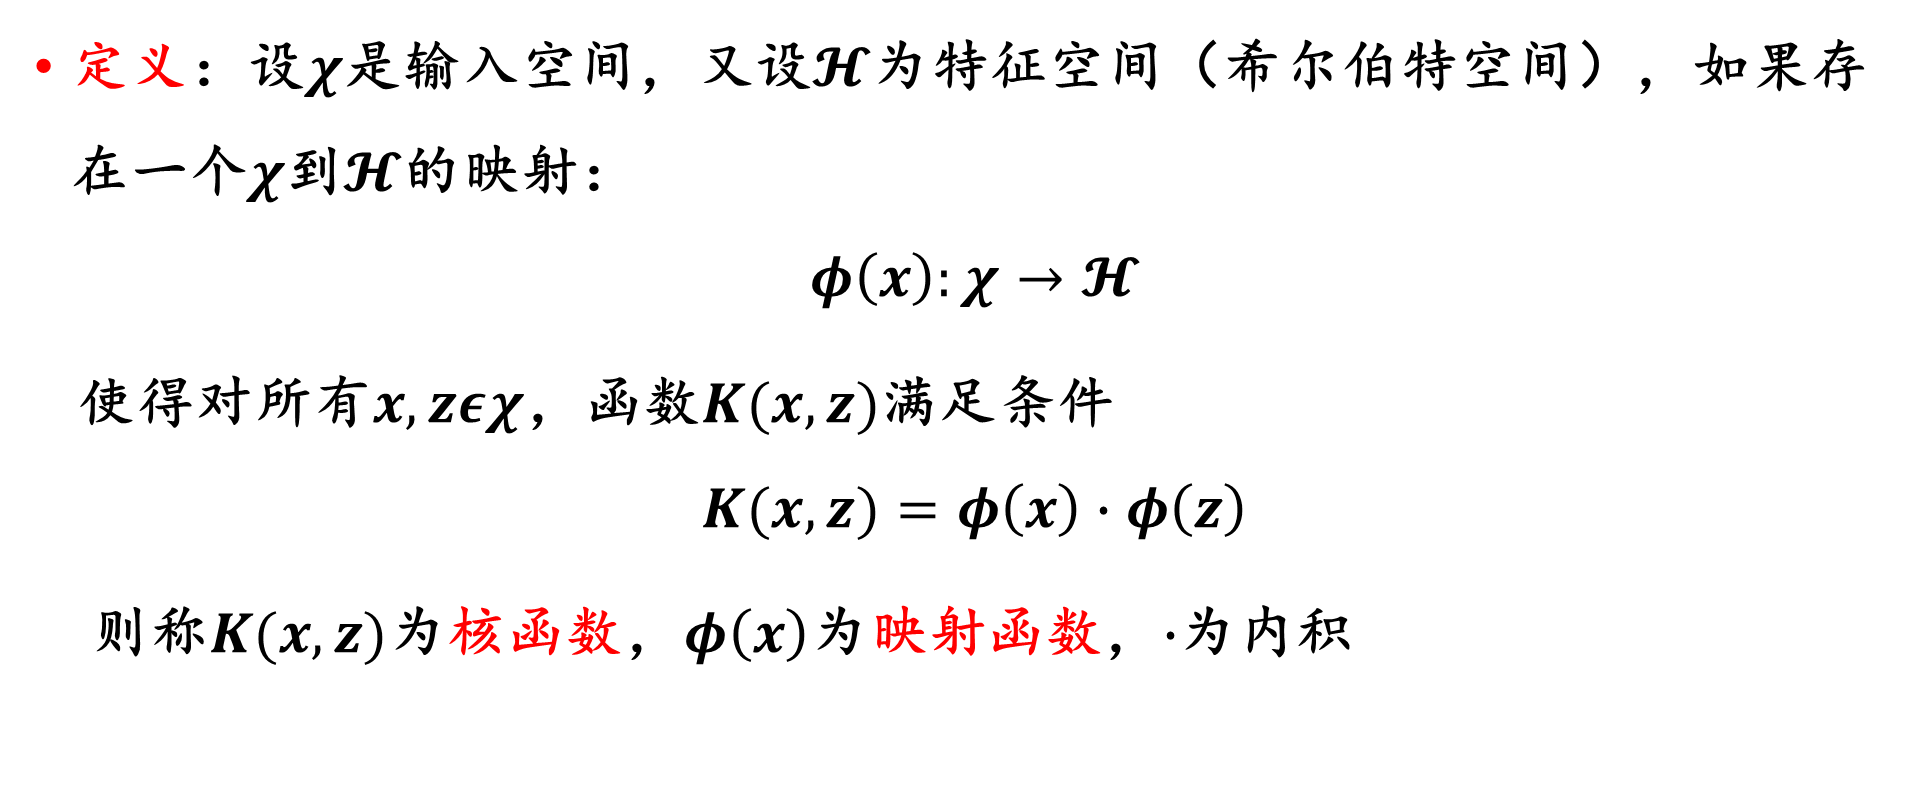 • 定义：设χ是输入空间，又设ℋ为特征空间（希尔伯特空间），如果存
在一个χ到ℋ的映射：
ϕ(x): χ → ℋ
使得对所有x, zϵχ，函数K(x, z)满足条件
K(x, z) = ϕ(x) · ϕ(z)
则称K(x, z)为核函数，ϕ(x)为映射函数，·为内积